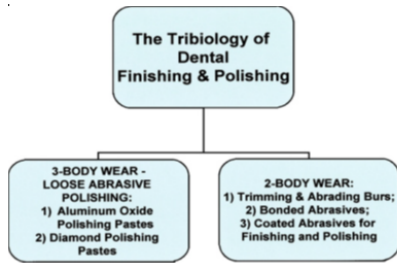 The Tribiology of
Dental
Finishing & Polishing
3-BODY WEAR -
LOOSE ABRASIVE
POLISHING:
1) Aluminum Oxide
Polishing Pastes
2) Diamond Polishing
Pastes
2-BODY WEAR:
1) Trimming & Abrading Burs;
2) Bonded Abrasives;
3) Coated Abrasives for
Finishing and Polishing